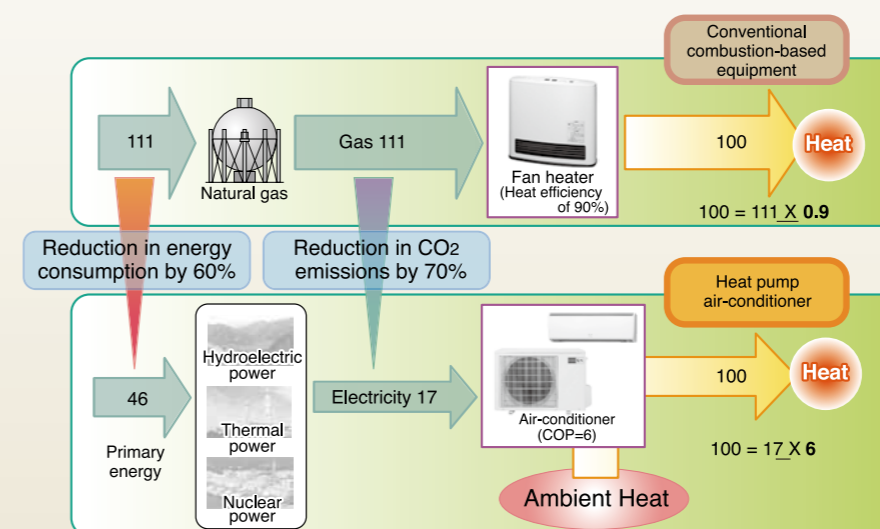 Conventional
combustion-based
equipment
111
Natural gas
Gas 111
Fan heater
(Heat efficiency
of 90%)
100
Heat
100 = 111 X 0.9
Reduction in energy
consumption by 60%
Reduction in CO2
emissions by 70%
Heat pump
air-conditioner
46
Primary
energy
Hydroelectric
power
Thermal
power
Nuclear
power
Electricity 17
Air-conditioner
(COP=6)
100
Heat
100 = 17 X 6
Ambient Heat